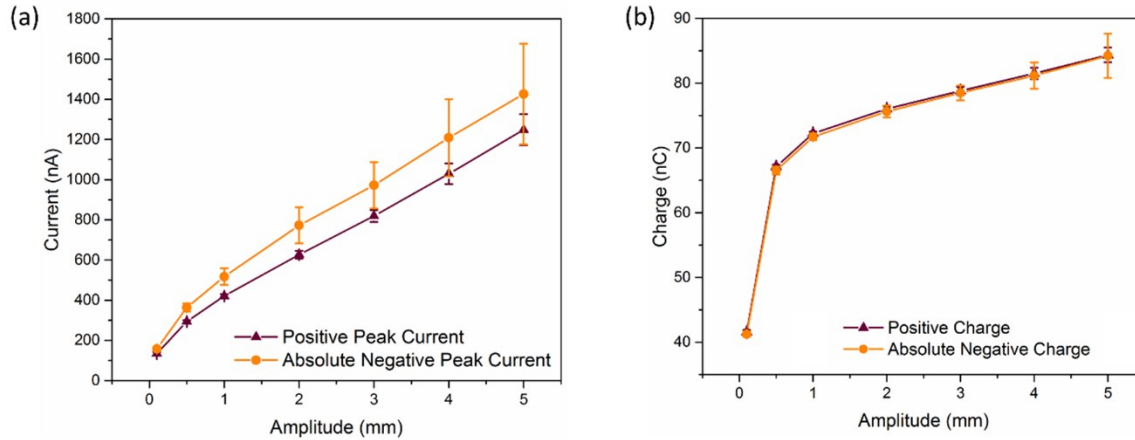 (a)
1800
1600
1400
1200
1000
800
600
400
200
0
Current (nA)
Positive Peak Current
Absolute Negative Peak Current
0 1 2 3 4 5
Amplitude (mm)
(b)
90
80
70
60
50
40
Charge (nC)
Positive Charge
Absolute Negative Charge
0 1 2 3 4 5
Amplitude (mm)